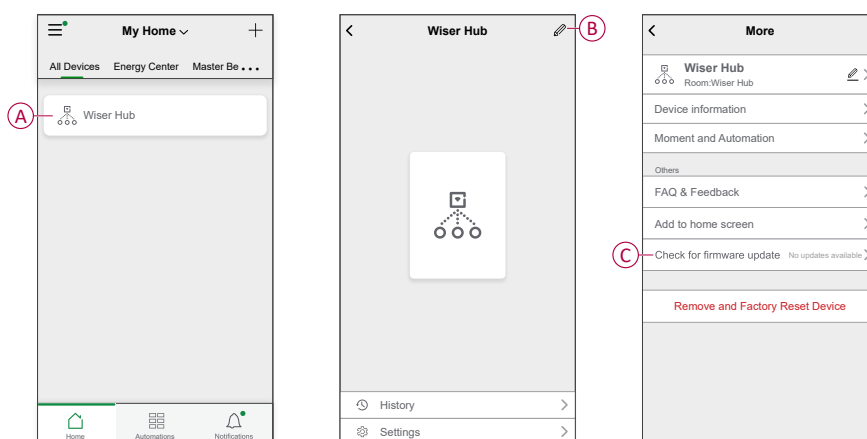 My Home
All Devices Energy Center Master Be...
A
Wiser Hub
Home Automations Notifications
Wiser Hub
B
History
Settings
More
Wiser Hub
Room:Wiser Hub
Device information
Moment and Automation
Others
FAQ & Feedback
Add to home screen
C
Check for firmware update No updates available
Remove and Factory Reset Device